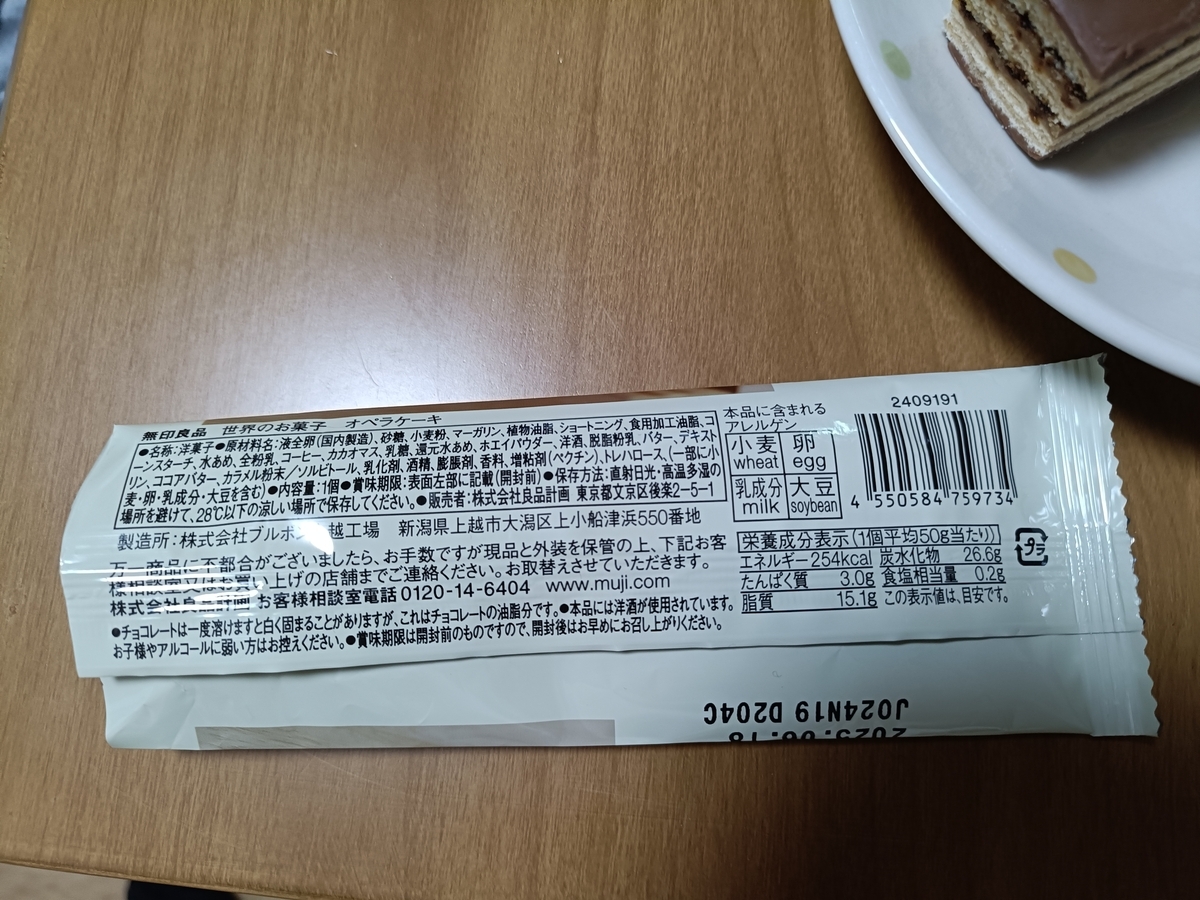 無印良品 世界のお菓子 オペラケーキ
●名称:洋菓子●原材料名:液全卵(国内製造)、砂糖、小麦粉、マーガリン、植物油脂、ショートニング、食用加工油脂、コ
ーンスターチ、水あめ、全粉乳、コーヒー、カカオマス、乳糖、還元水あめ、ホエイパウダー、洋酒、脱脂粉乳、バター、デキスト
リン、ココアバター、カラメル粉末/ソルビトール、乳化剤、酒精、膨脹剤、香料、増粘剤(ペクチン)、トレハロース、(一部に小
麦・卵・乳成分・大豆を含む)●内容量:1個●賞味期限:表面左部に記載(開封前)●保存方法:直射日光・高温多湿の
場所を避けて、28℃以下の涼しい場所で保存してください。●販売者:株式会社良品計画 東京都文京区後楽2-5-1
製造所:株式会社ブルボン 越工場 新潟県上越市大潟区上小船津浜550番地
万一商品に不都合がございましたら、お手数ですが現品と外装を保管の上、下記お客
様相談室又はお買い上げの店舗までご連絡ください。お取替えさせていただきます。
株式会社良品計画 お客様相談室電話 0120-14-6404 www.muji.com
●チョコレートは一度溶けますと白く固まることがありますが、これはチョコレートの油脂分です。●本品には洋酒が使用されています。
お子様やアルコールに弱い方はお控えください。●賞味期限は開封前のものですので、開封後はお早めにお召し上がりください。
本品に含まれる
アレルゲン
小麦 卵
wheat egg
乳成分 大豆
milk soybean
2409191
4 550584 759734
栄養成分表示(1個平均50g当たり)
エネルギー 254kcal 炭水化物 26.6g
たんぱく質 3.0g 食塩相当量 0.2g
脂質 15.1g この表示値は、目安です。
プラ
J024N19 D204C